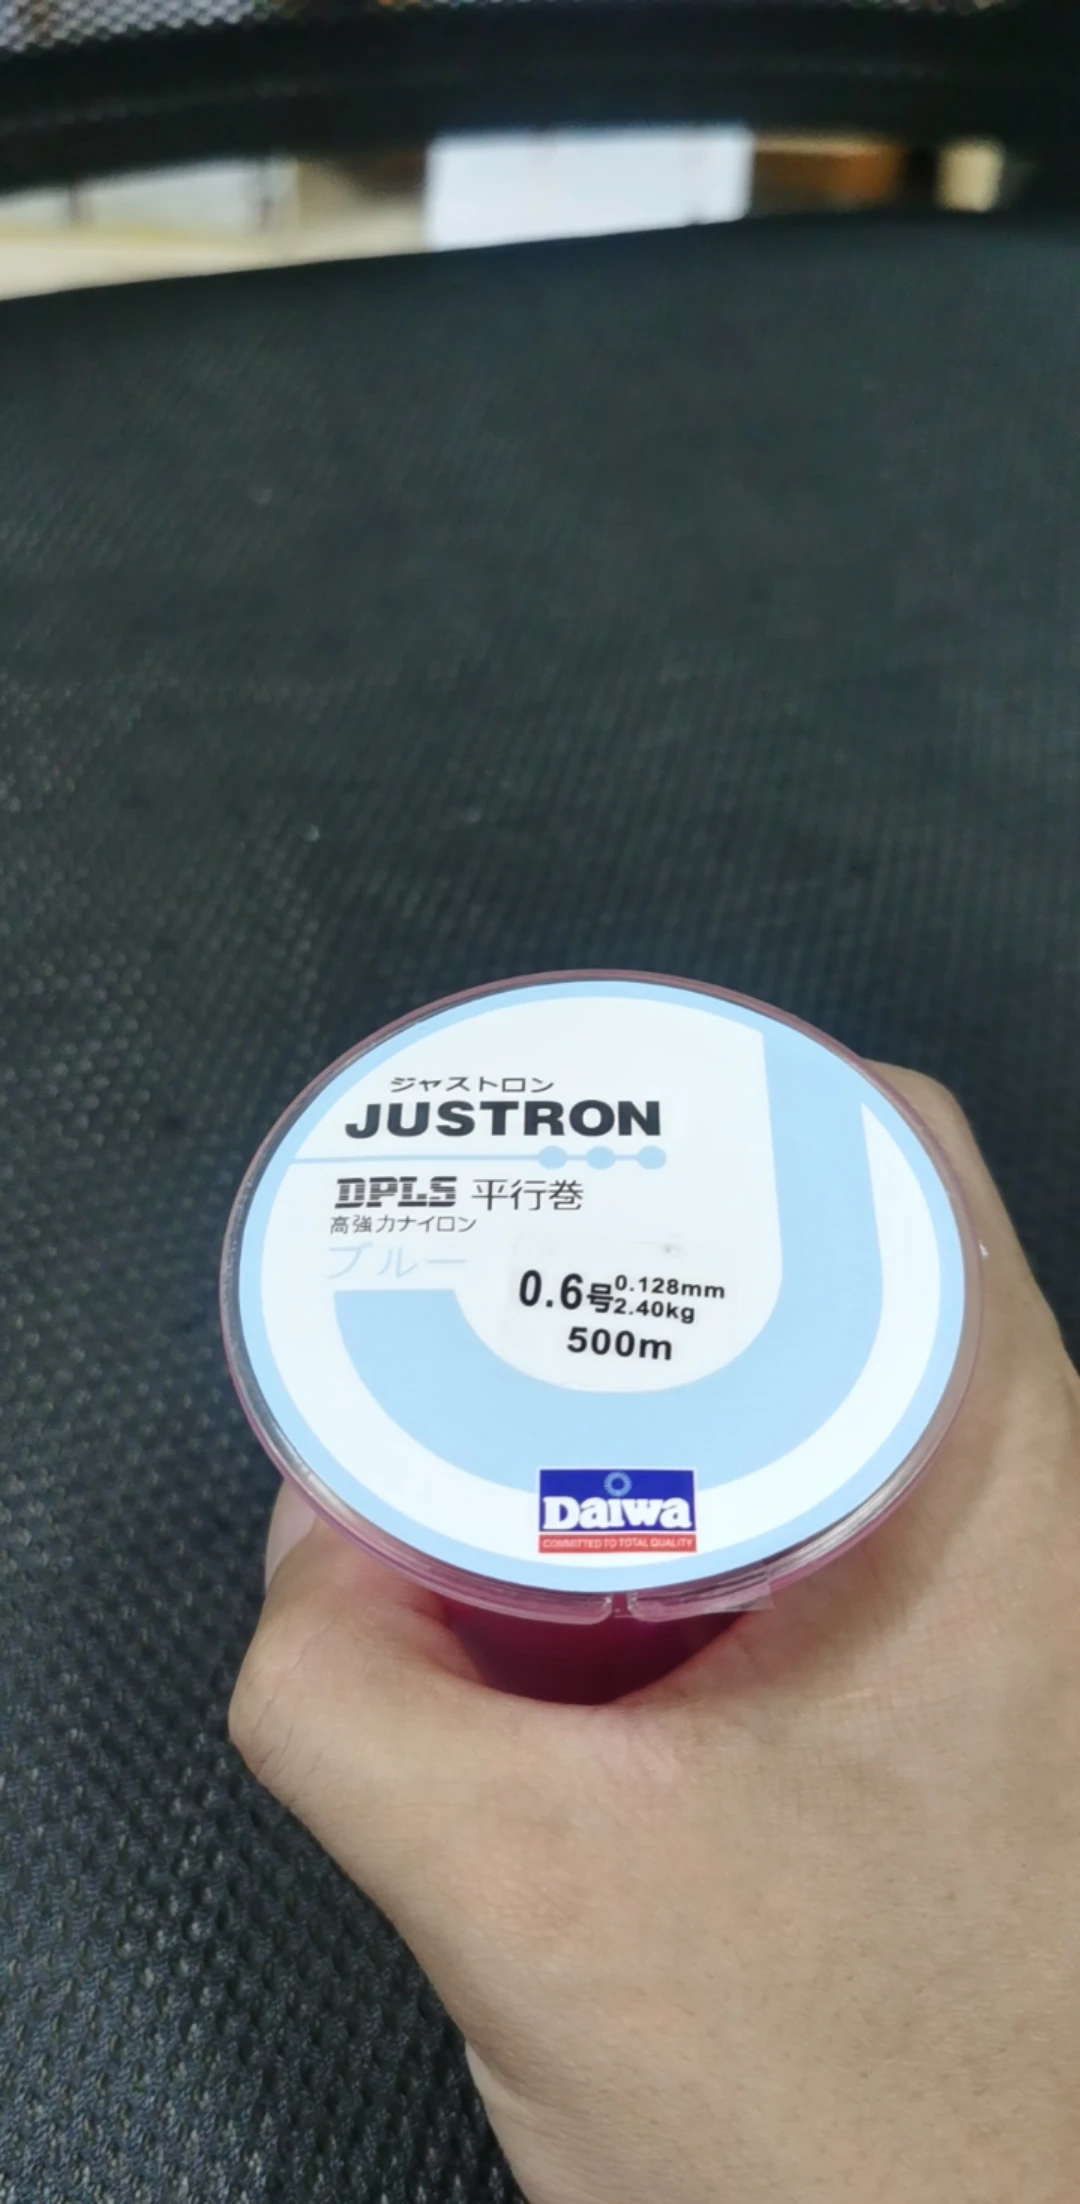 ジャストロン
JUSTRON
DPLS 平行巻
高強力ナイロン
ブルー
0.6号 0.128mm
2.40kg
500m
Daiwa
COMMITTED TO TOTAL QUALITY